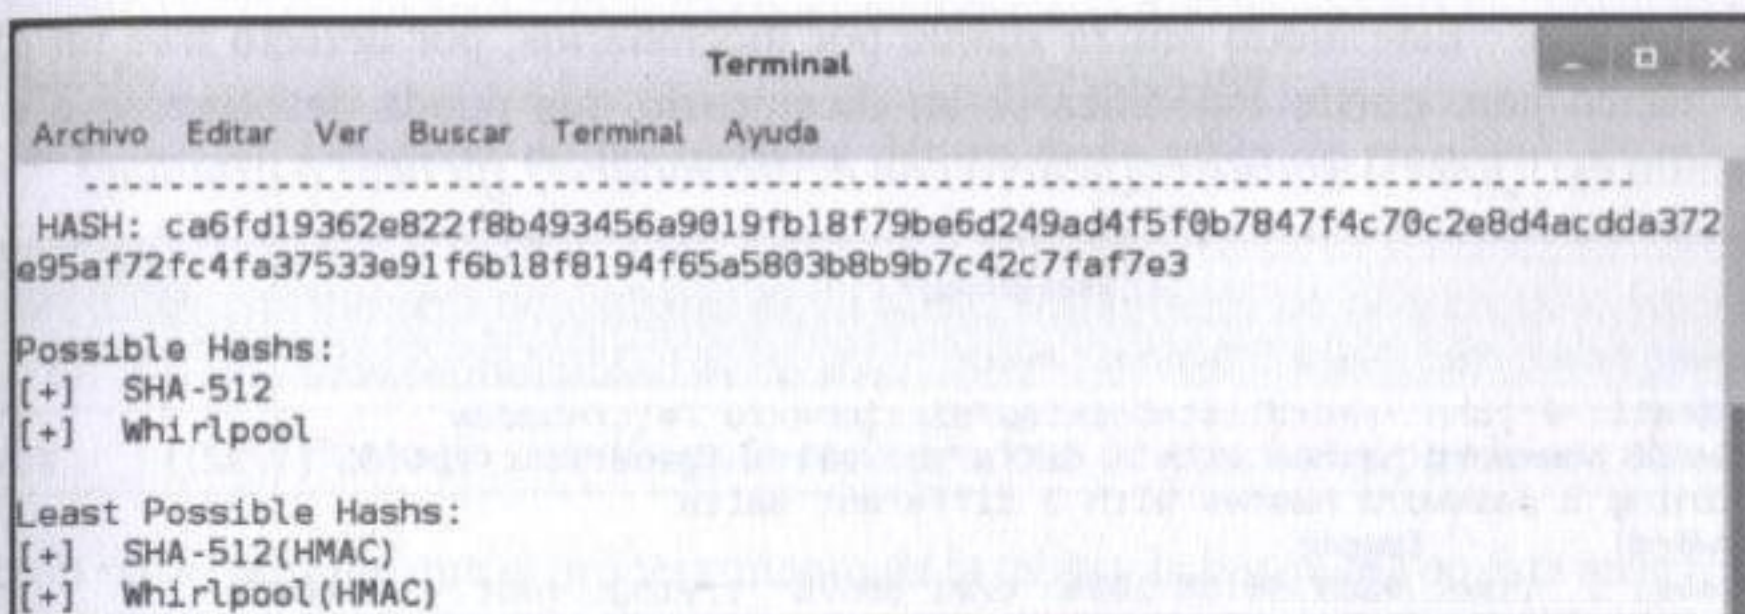 Terminal
Archivo Editar Ver Buscar Terminal Ayuda
--------------------------------------------------------------------------
HASH: ca6fd19362e822f8b493456a9019fb18f79be6d249ad4f5f0b7847f4c70c2e8d4acdda372
e95af72fc4fa37533e91f6b18f8194f65a5803b8b9b7c42c7faf7e3
Possible Hashs:
[+] SHA-512
[+] Whirlpool
Least Possible Hashs:
[+] SHA-512(HMAC)
[+] Whirlpool(HMAC)